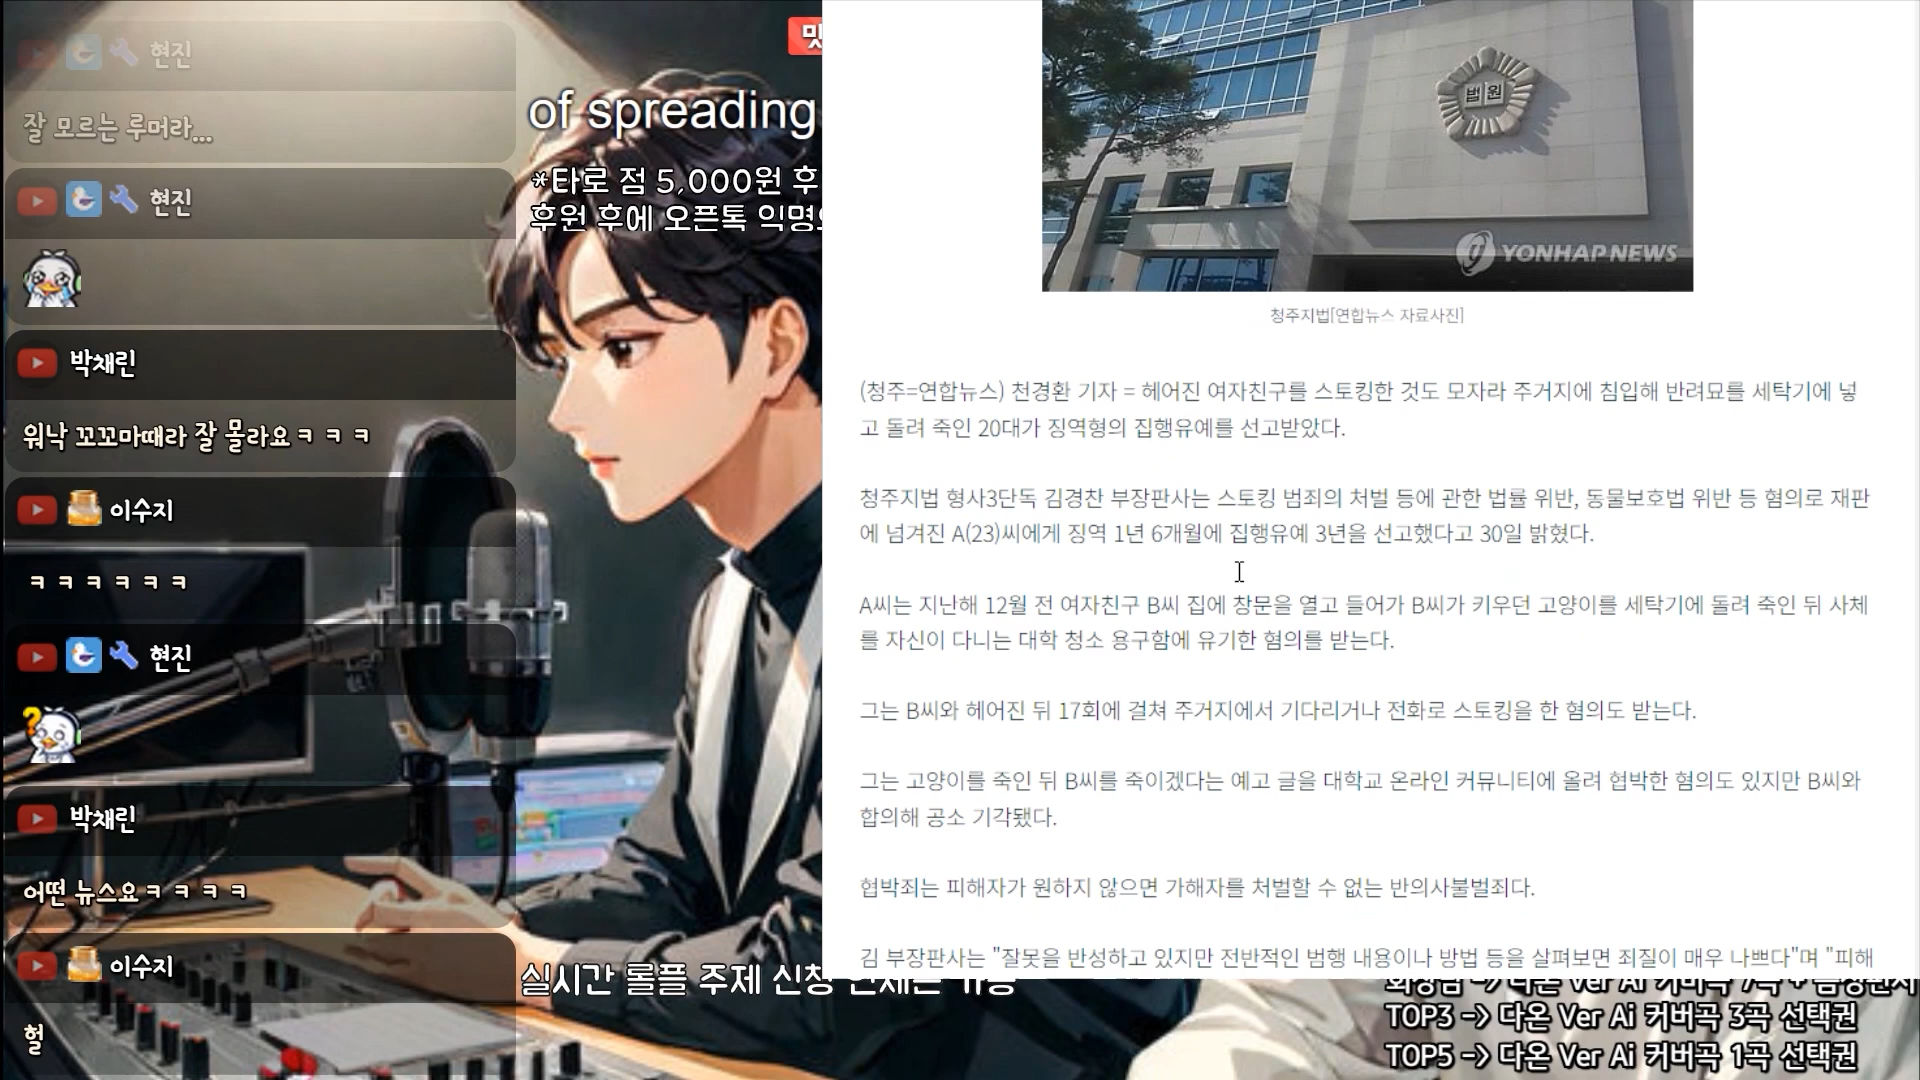 현진
잘 모르는 루머라...
현진
박채린
워낙 꼬꼬마때라 잘 몰라요ㅋㅋㅋ
이수지
ㅋㅋㅋㅋㅋㅋ
현진
박채린
어떤 뉴스요ㅋㅋㅋㅋ
이수지
헐
of spreading
*타로 점 5,000원 후
후원 후에 오픈톡 익명으
실시간 롤플 주제 신청
법원
YONHAP NEWS
청주지법[연합뉴스 자료사진]
(청주=연합뉴스) 천경환 기자 = 헤어진 여자친구를 스토킹한 것도 모자라 주거지에 침입해 반려묘를 세탁기에 넣
고 돌려 죽인 20대가 징역형의 집행유예를 선고받았다.
청주지법 형사3단독 김경찬 부장판사는 스토킹 범죄의 처벌 등에 관한 법률 위반, 동물보호법 위반 등 혐의로 재판
에 넘겨진 A(23)씨에게 징역 1년 6개월에 집행유예 3년을 선고했다고 30일 밝혔다.
A씨는 지난해 12월 전 여자친구 B씨 집에 창문을 열고 들어가 B씨가 키우던 고양이를 세탁기에 돌려 죽인 뒤 사체
를 자신이 다니는 대학 청소 용구함에 유기한 혐의를 받는다.
그는 B씨와 헤어진 뒤 17회에 걸쳐 주거지에서 기다리거나 전화로 스토킹을 한 혐의도 받는다.
그는 고양이를 죽인 뒤 B씨를 죽이겠다는 예고 글을 대학교 온라인 커뮤니티에 올려 협박한 혐의도 있지만 B씨와
합의해 공소 기각됐다.
협박죄는 피해자가 원하지 않으면 가해자를 처벌할 수 없는 반의사불벌죄다.
김 부장판사는 "잘못을 반성하고 있지만 전반적인 범행 내용이나 방법 등을 살펴보면 죄질이 매우 나쁘다"며 "피해
TOP3 -> 다온 Ver Ai 커버곡 3곡 선택권
TOP5 -> 다온 Ver Ai 커버곡 1곡 선택권